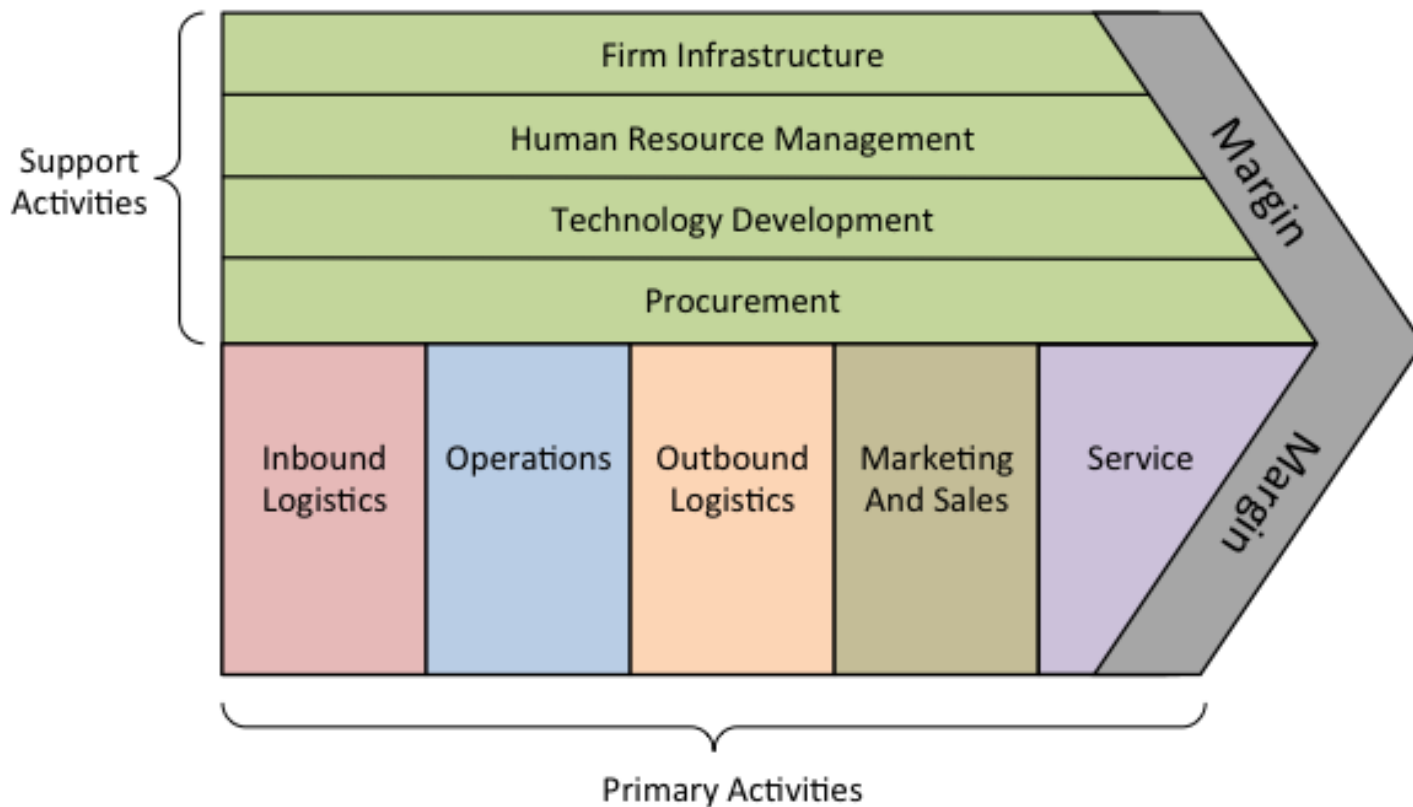 Firm Infrastructure
Human Resource Management
Technology Development
Procurement
Support
Activities
Margin
Inbound
Logistics
Operations
Outbound
Logistics
Marketing
And Sales
Service
Margin
Primary Activities